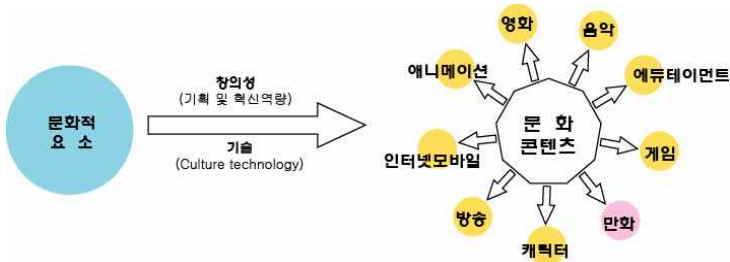 문화적
요 소
창의성
(기획 및 혁신역량)
기술
(Culture technology)
문 화
콘텐츠
영화
음악
에듀테이먼트
게임
만화
캐릭터
방송
인터넷모바일
애니메이션